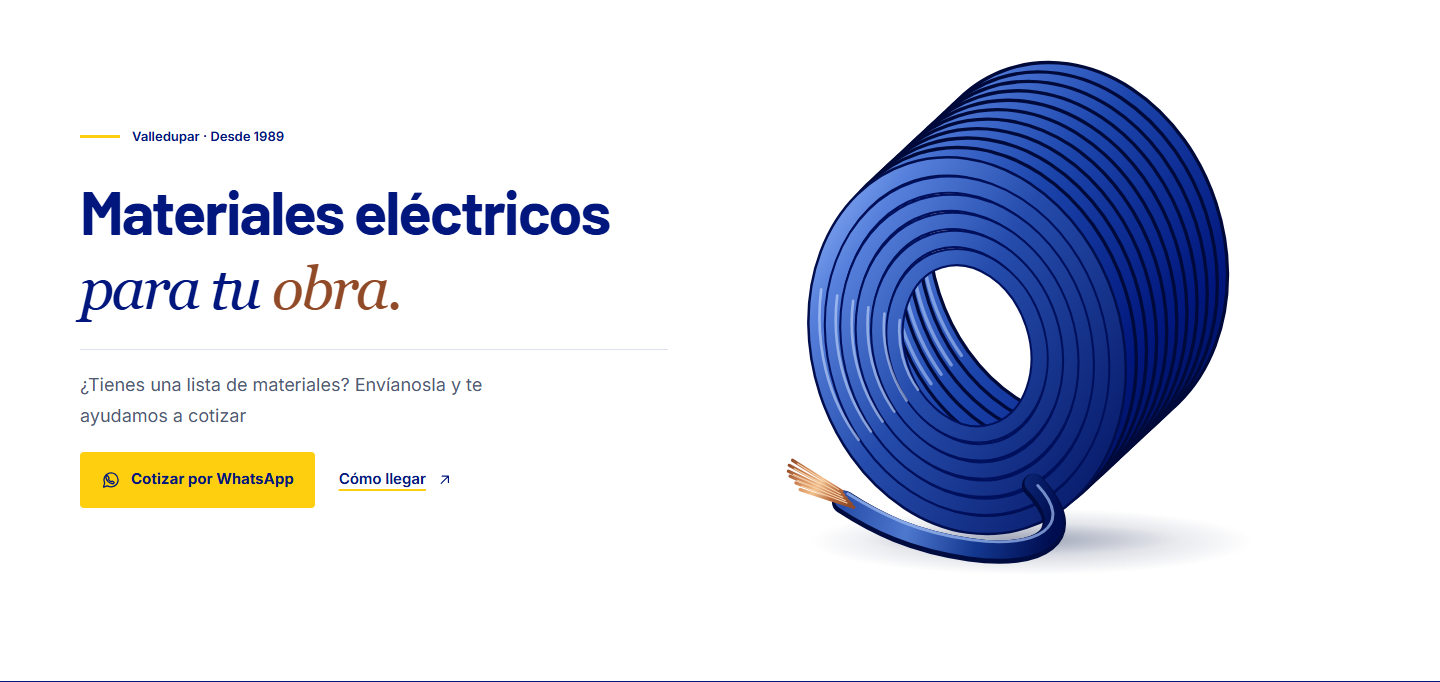 Valledupar · Desde 1989
Materiales eléctricos
para tu obra.
¿Tienes una lista de materiales? Envíanosla y te
ayudamos a cotizar
Cotizar por WhatsApp
Cómo llegar